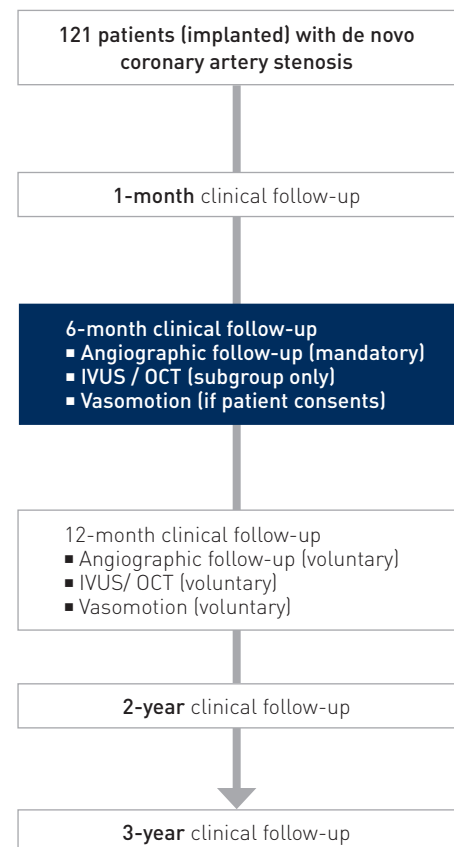 121 patients (implanted) with de novo
coronary artery stenosis
1-month clinical follow-up
6-month clinical follow-up
▪ Angiographic follow-up (mandatory)
▪ IVUS / OCT (subgroup only)
▪ Vasomotion (if patient consents)
12-month clinical follow-up
▪ Angiographic follow-up (voluntary)
▪ IVUS/ OCT (voluntary)
▪ Vasomotion (voluntary)
2-year clinical follow-up
3-year clinical follow-up